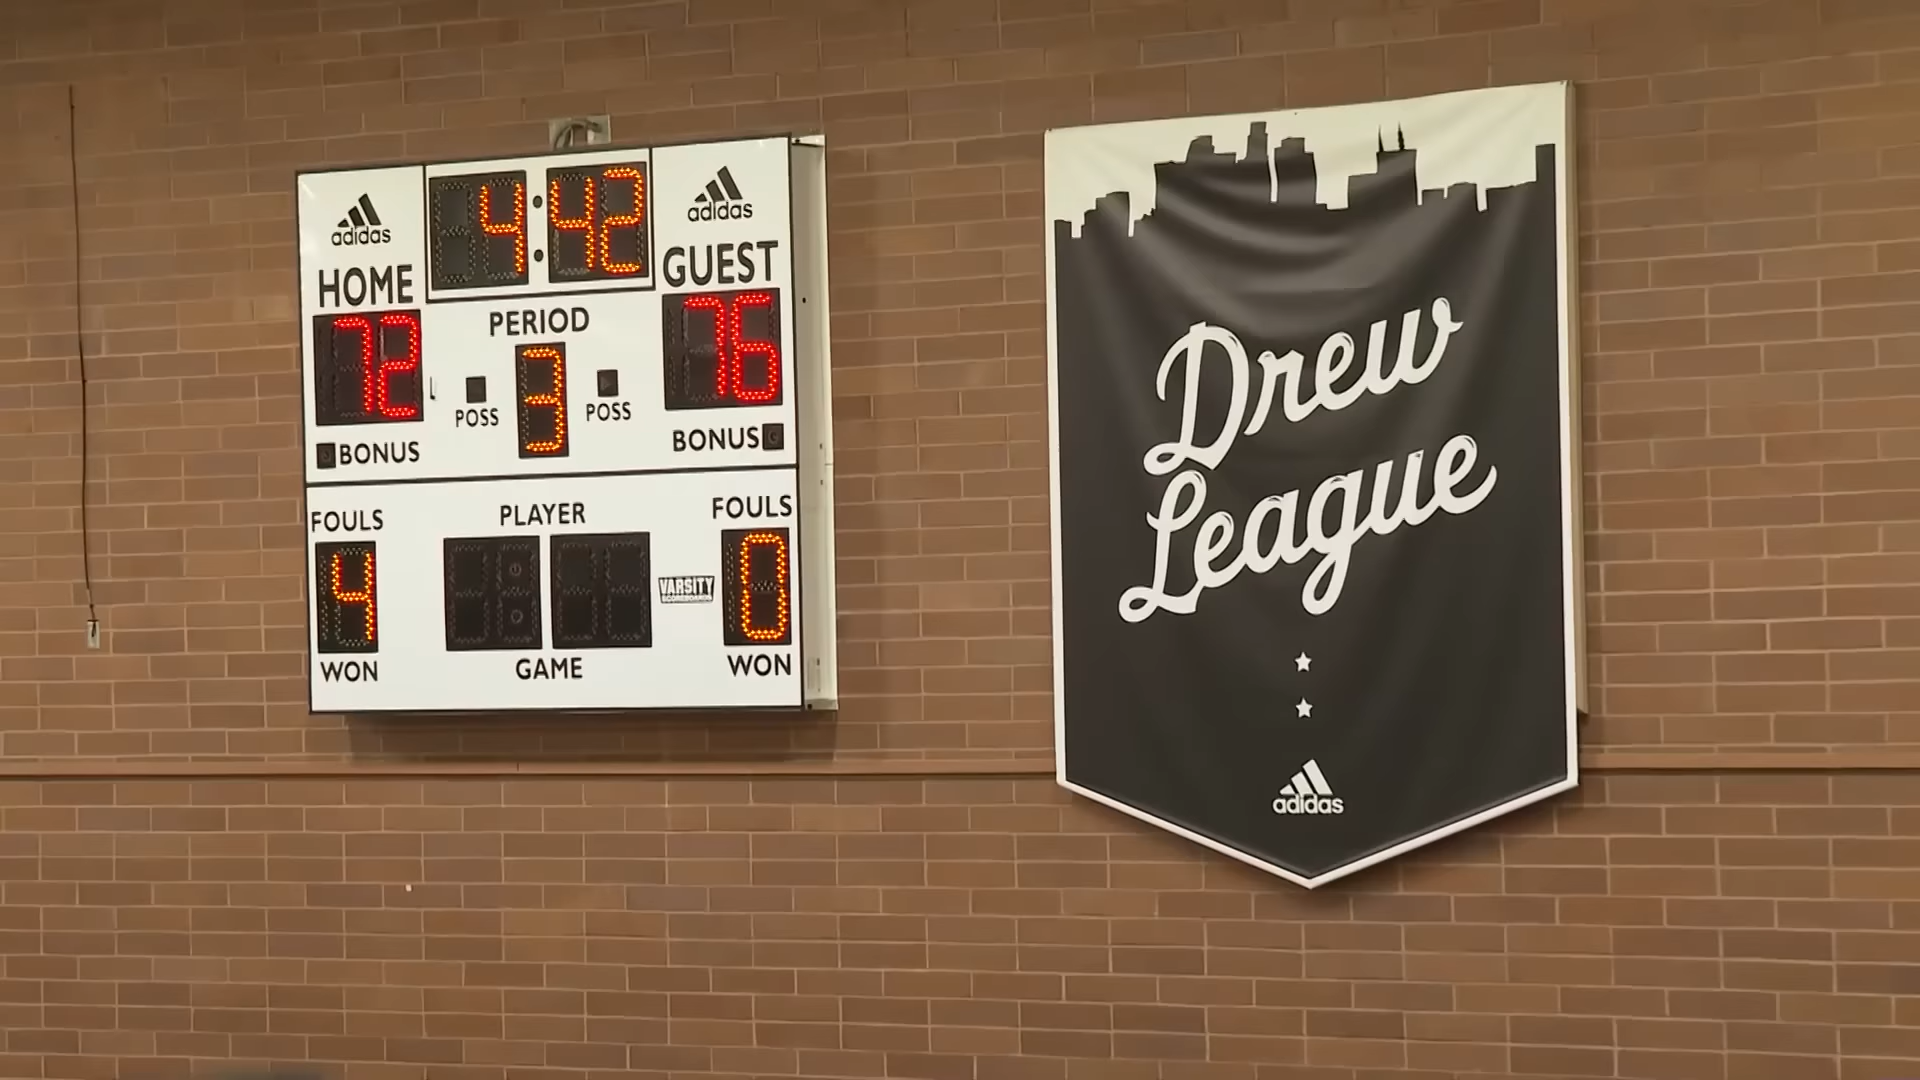 adidas
4:42
adidas
HOME
GUEST
72
PERIOD
76
3
POSS
POSS
BONUS
BONUS
FOULS
PLAYER
FOULS
4
VARSITY
0
WON
GAME
WON
Drew
League
adidas